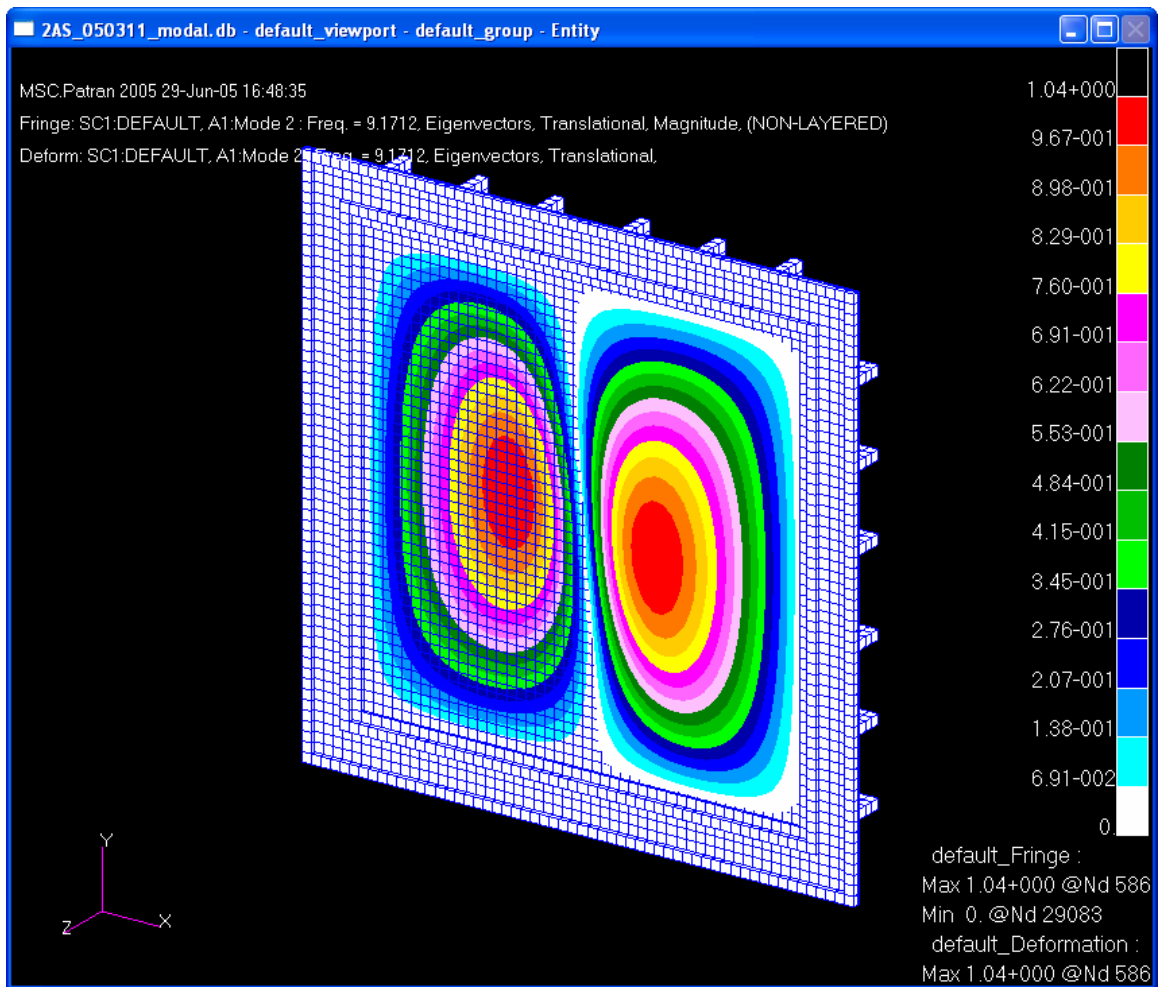 2AS_050311_modal.db - default_viewport - default_group - Entity
MSC.Patran 2005 29-Jun-05 16:48:35
Fringe: SC1:DEFAULT, A1:Mode 2 : Freq. = 9.1712, Eigenvectors, Translational, Magnitude, (NON-LAYERED)
Deform: SC1:DEFAULT, A1:Mode 2 = 9.1712, Eigenvectors, Translational,
1.04+000
9.67-001
8.98-001
8.29-001
7.60-001
6.91-001
6.22-001
5.53-001
4.84-001
4.15-001
3.45-001
2.76-001
2.07-001
1.38-001
6.91-002
0.
default_Fringe :
Max 1.04+000 @Nd 586
Min 0. @Nd 29083
default_Deformation :
Max 1.04+000 @Nd 586
Y
Z
X